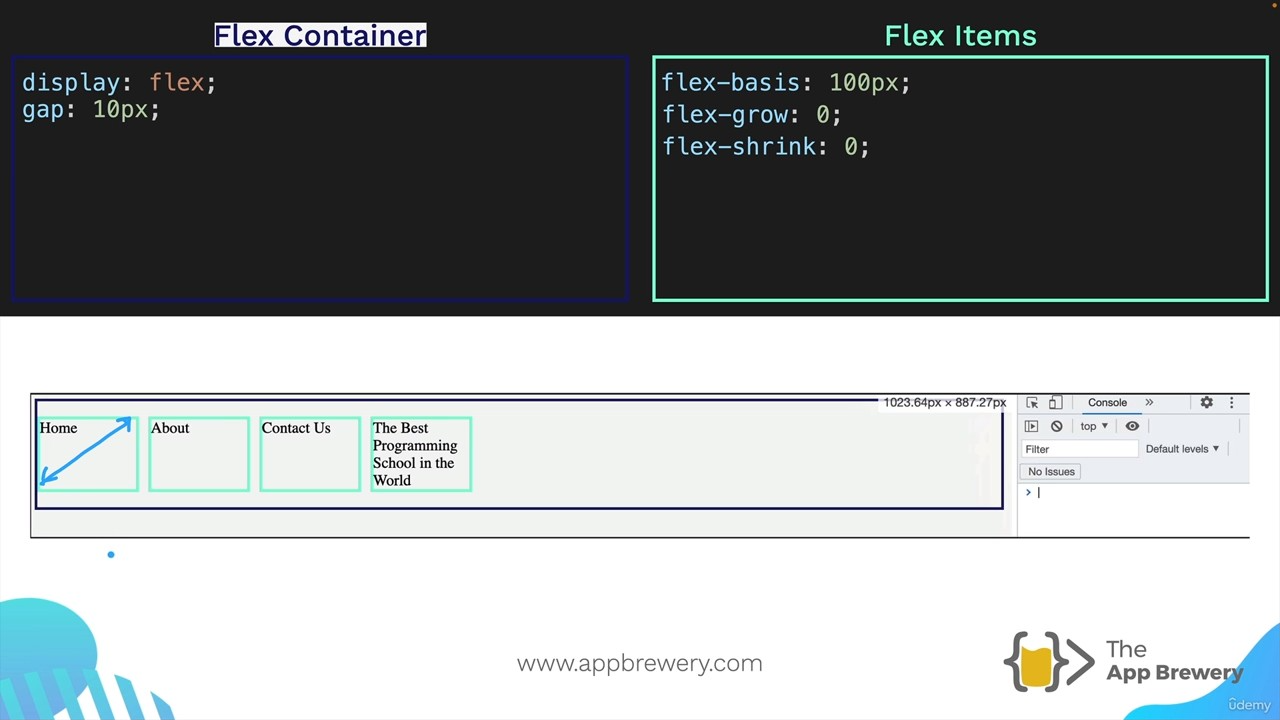 Flex Container
Flex Items
display: flex;
gap: 10px;
flex-basis: 100px;
flex-grow: 0;
flex-shrink: 0;
1023.64px × 887.27px
Console
»
top ▼
Filter
Default levels ▼
No Issues
>
Home
About
Contact Us
The Best
Programming
School in the
World
www.appbrewery.com
The
App Brewery
ûdemy